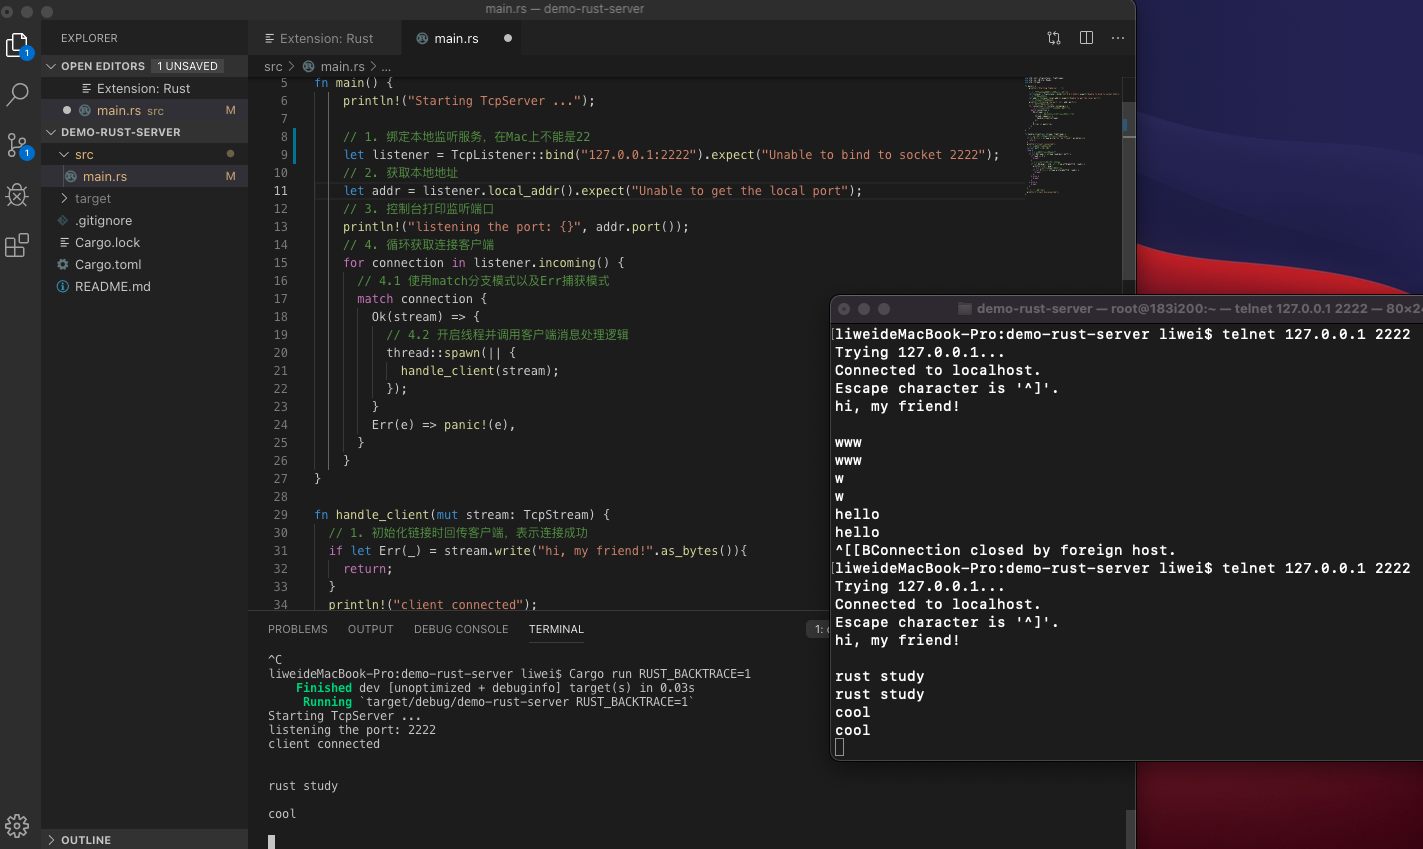 main.rs — demo-rust-server
EXPLORER
OPEN EDITORS 1 UNSAVED
Extension: Rust
main.rs src M
DEMO-RUST-SERVER
src
main.rs M
target
.gitignore
Cargo.lock
Cargo.toml
README.md
OUTLINE
1
1
Extension: Rust
main.rs
src > main.rs > ...
5 fn main() {
6 println!("Starting TcpServer ...");
7
8 // 1. 绑定本地监听服务，在Mac上不能是22
9 let listener = TcpListener::bind("127.0.0.1:2222").expect("Unable to bind to socket 2222");
10 // 2. 获取本地地址
11 let addr = listener.local_addr().expect("Unable to get the local port");
12 // 3. 控制台打印监听端口
13 println!("listening the port: {}", addr.port());
14 // 4. 循环获取连接客户端
15 for connection in listener.incoming() {
16 // 4.1 使用match分支模式以及Err捕获模式
17 match connection {
18 Ok(stream) => {
19 // 4.2 开启线程并调用客户端消息处理逻辑
20 thread::spawn(|| {
21 handle_client(stream);
22 });
23 }
24 Err(e) => panic!(e),
25 }
26 }
27 }
28
29 fn handle_client(mut stream: TcpStream) {
30 // 1. 初始化链接时回传客户端，表示连接成功
31 if let Err(_) = stream.write("hi, my friend!".as_bytes()){
32 return;
33 }
34 println!("client connected");
PROBLEMS OUTPUT DEBUG CONSOLE TERMINAL 1:
^C
liweideMacBook-Pro:demo-rust-server liwei$ Cargo run RUST_BACKTRACE=1
Finished dev [unoptimized + debuginfo] target(s) in 0.03s
Running `target/debug/demo-rust-server RUST_BACKTRACE=1`
Starting TcpServer ...
listening the port: 2222
client connected
rust study
cool
demo-rust-server — root@183i200:~ — telnet 127.0.0.1 2222 — 80×24
liweideMacBook-Pro:demo-rust-server liwei$ telnet 127.0.0.1 2222
Trying 127.0.0.1...
Connected to localhost.
Escape character is '^]'.
hi, my friend!
www
www
w
w
hello
hello
^[[BConnection closed by foreign host.
liweideMacBook-Pro:demo-rust-server liwei$ telnet 127.0.0.1 2222
Trying 127.0.0.1...
Connected to localhost.
Escape character is '^]'.
hi, my friend!
rust study
rust study
cool
cool